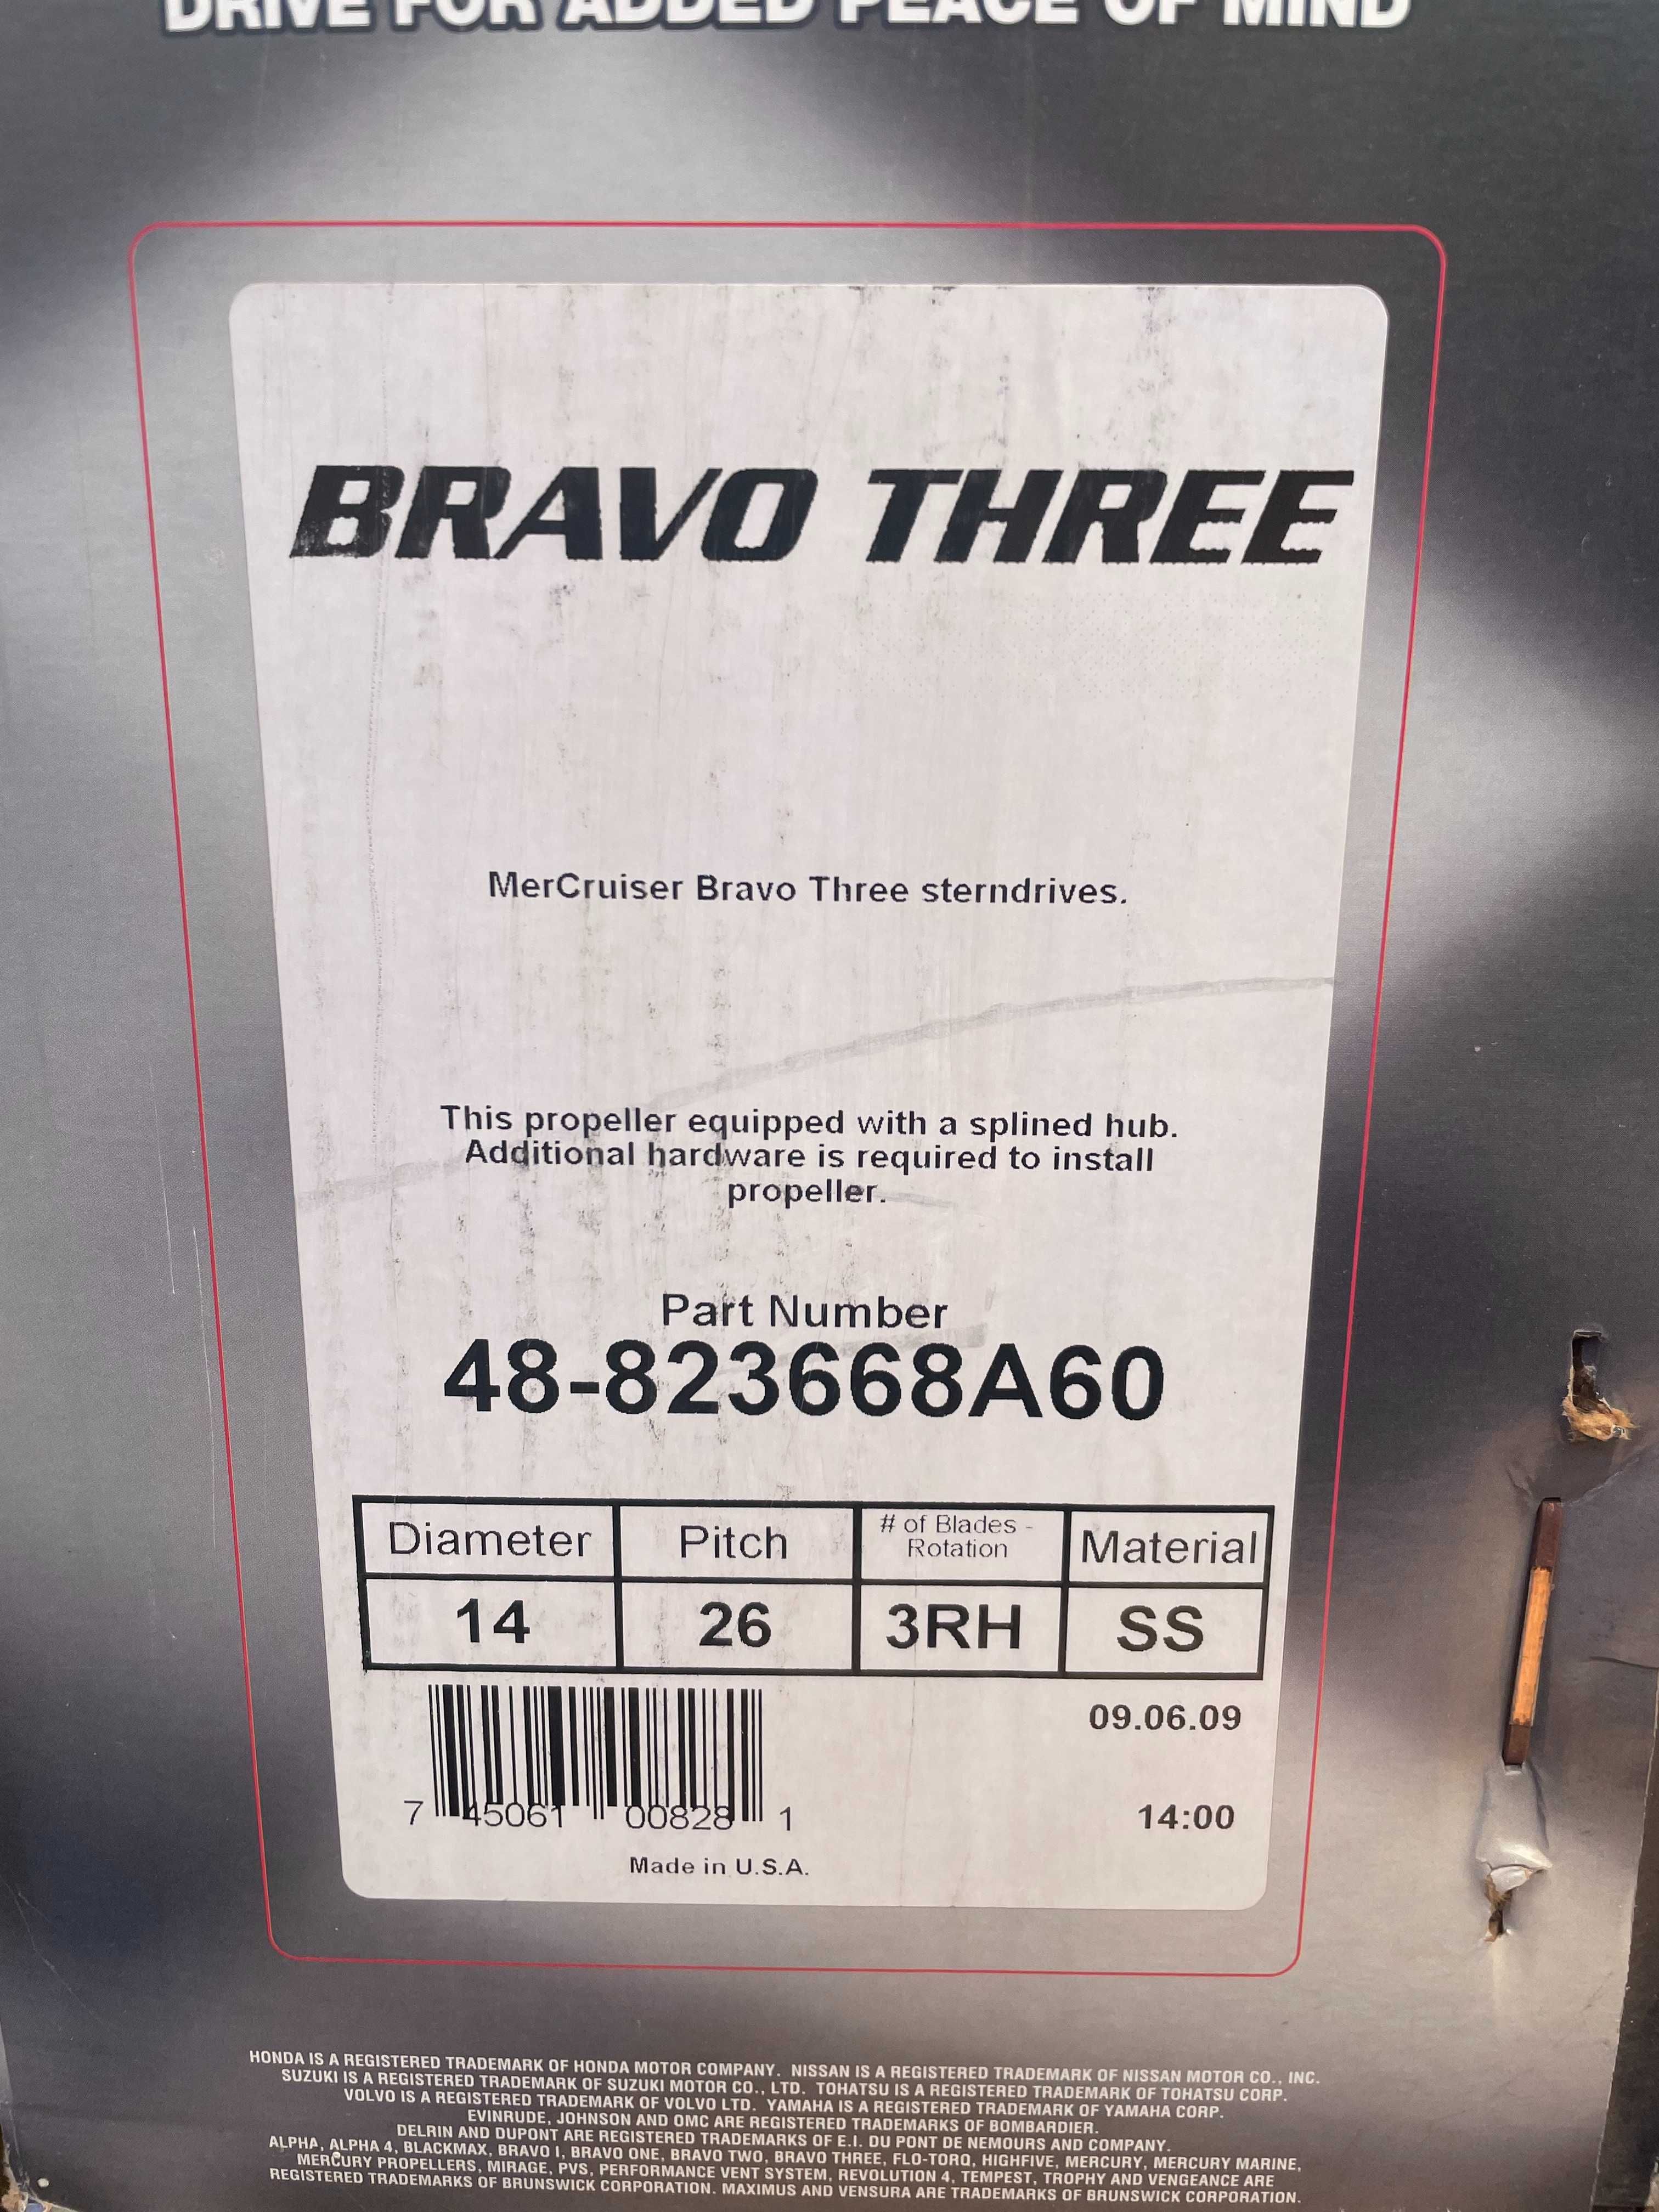 DRIVE FOR ADDED PEACE OF MIND
BRAVO THREE
MerCruiser Bravo Three sterndrives.
This propeller equipped with a splined hub.
Additional hardware is required to install
propeller.
Part Number
48-823668A60
Diameter Pitch # of Blades - Rotation Material
14 26 3RH SS
09.06.09
7 45061 00828 1
14:00
Made in U.S.A.
HONDA IS A REGISTERED TRADEMARK OF HONDA MOTOR COMPANY. NISSAN IS A REGISTERED TRADEMARK OF NISSAN MOTOR CO., INC.
SUZUKI IS A REGISTERED TRADEMARK OF SUZUKI MOTOR CO., LTD. TOHATSU IS A REGISTERED TRADEMARK OF TOHATSU CORP.
VOLVO IS A REGISTERED TRADEMARK OF VOLVO LTD. YAMAHA IS A REGISTERED TRADEMARK OF YAMAHA CORP.
EVINRUDE, JOHNSON AND OMC ARE REGISTERED TRADEMARKS OF BOMBARDIER.
DELRIN AND DUPONT ARE REGISTERED TRADEMARKS OF E.I. DU PONT DE NEMOURS AND COMPANY.
ALPHA, ALPHA 4, BLACKMAX, BRAVO I, BRAVO ONE, BRAVO TWO, BRAVO THREE, FLO-TORQ, HIGHFIVE, MERCURY, MERCURY MARINE,
MERCURY PROPELLERS, MIRAGE, PVS, PERFORMANCE VENT SYSTEM, REVOLUTION 4, TEMPEST, TROPHY AND VENGEANCE ARE
REGISTERED TRADEMARKS OF BRUNSWICK CORPORATION. MAXIMUS AND VENSURA ARE TRADEMARKS OF BRUNSWICK CORPORATION.